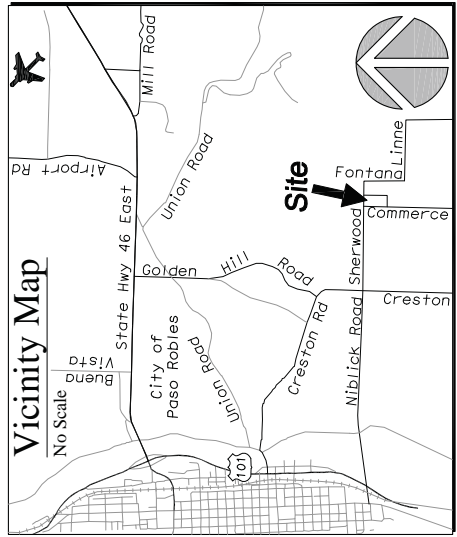 Vicinity Map
No Scale
Airport Rd
Mill Road
Union Road
State Hwy 46 East
Buena
Vista
Golden Hill Road
City of
Paso Robles
Union Road
Creston Rd
101
Niblick Road
Sherwood
Creston
Commerce
Fontana
Linne
Site